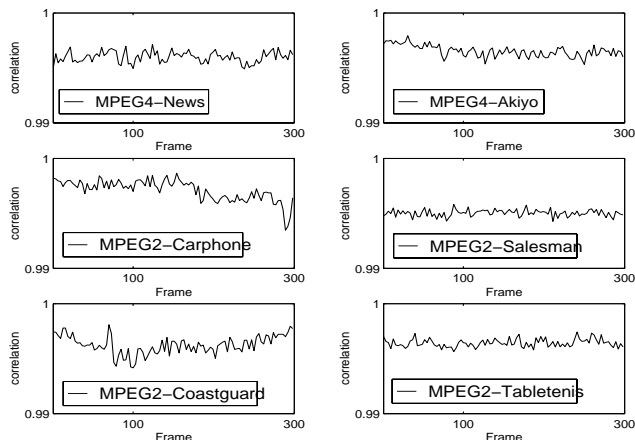 1
correlation
MPEG4-News
0.99
100
300
Frame
1
correlation
MPEG4-Akiyo
0.99
100
300
Frame
1
correlation
MPEG2-Carphone
0.99
100
300
Frame
1
correlation
MPEG2-Salesman
0.99
100
300
Frame
1
correlation
MPEG2-Coastguard
0.99
100
300
Frame
1
correlation
MPEG2-Tabletenis
0.99
100
300
Frame